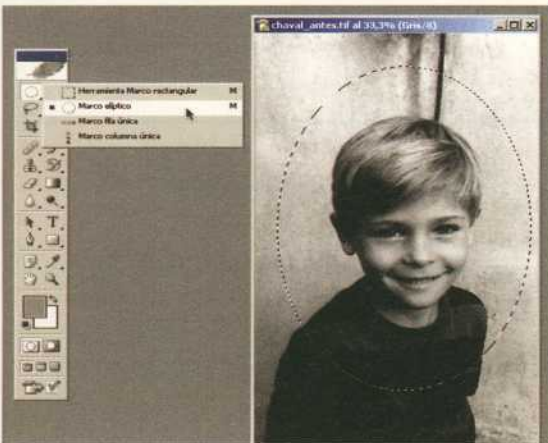 chaval_antes.tif al 33,3% (Gris/8)
Herramienta Marco rectangular M
Marco elíptico M
Marco fila única
Marco columna única
T